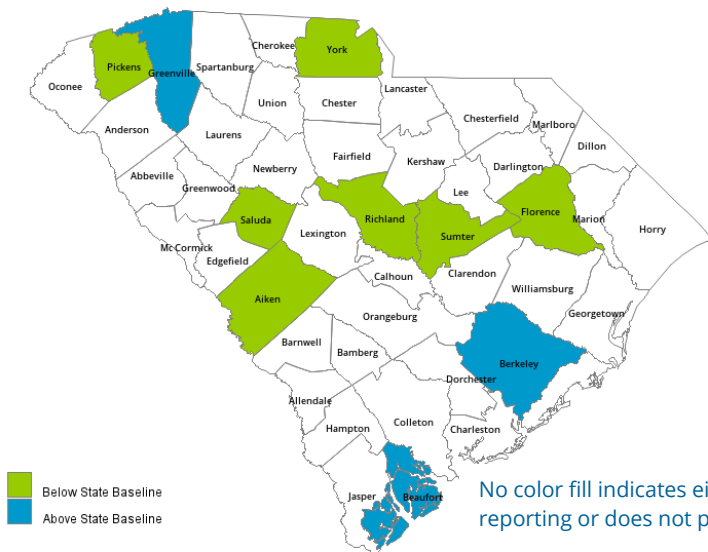 Cherokee
York
Pickens
Greenville
Spartanburg
Oconee
Lancaster
Union
Chester
Chesterfield
Marlboro
Anderson
Laurens
Dillon
Fairfield
Kershaw
Darlington
Newberry
Abbeville
Greenwood
Lee
Saluda
Richland
Florence
Marion
Horry
Lexington
Sumter
Mc Cormick
Edgefield
Calhoun
Clarendon
Williamsburg
Aiken
Orangeburg
Georgetown
Barnwell
Bamberg
Berkeley
Dorchester
Allendale
Colleton
Hampton
Charleston
Jasper
Beaufort
Below State Baseline
Above State Baseline
No color fill indicates
reporting or does not